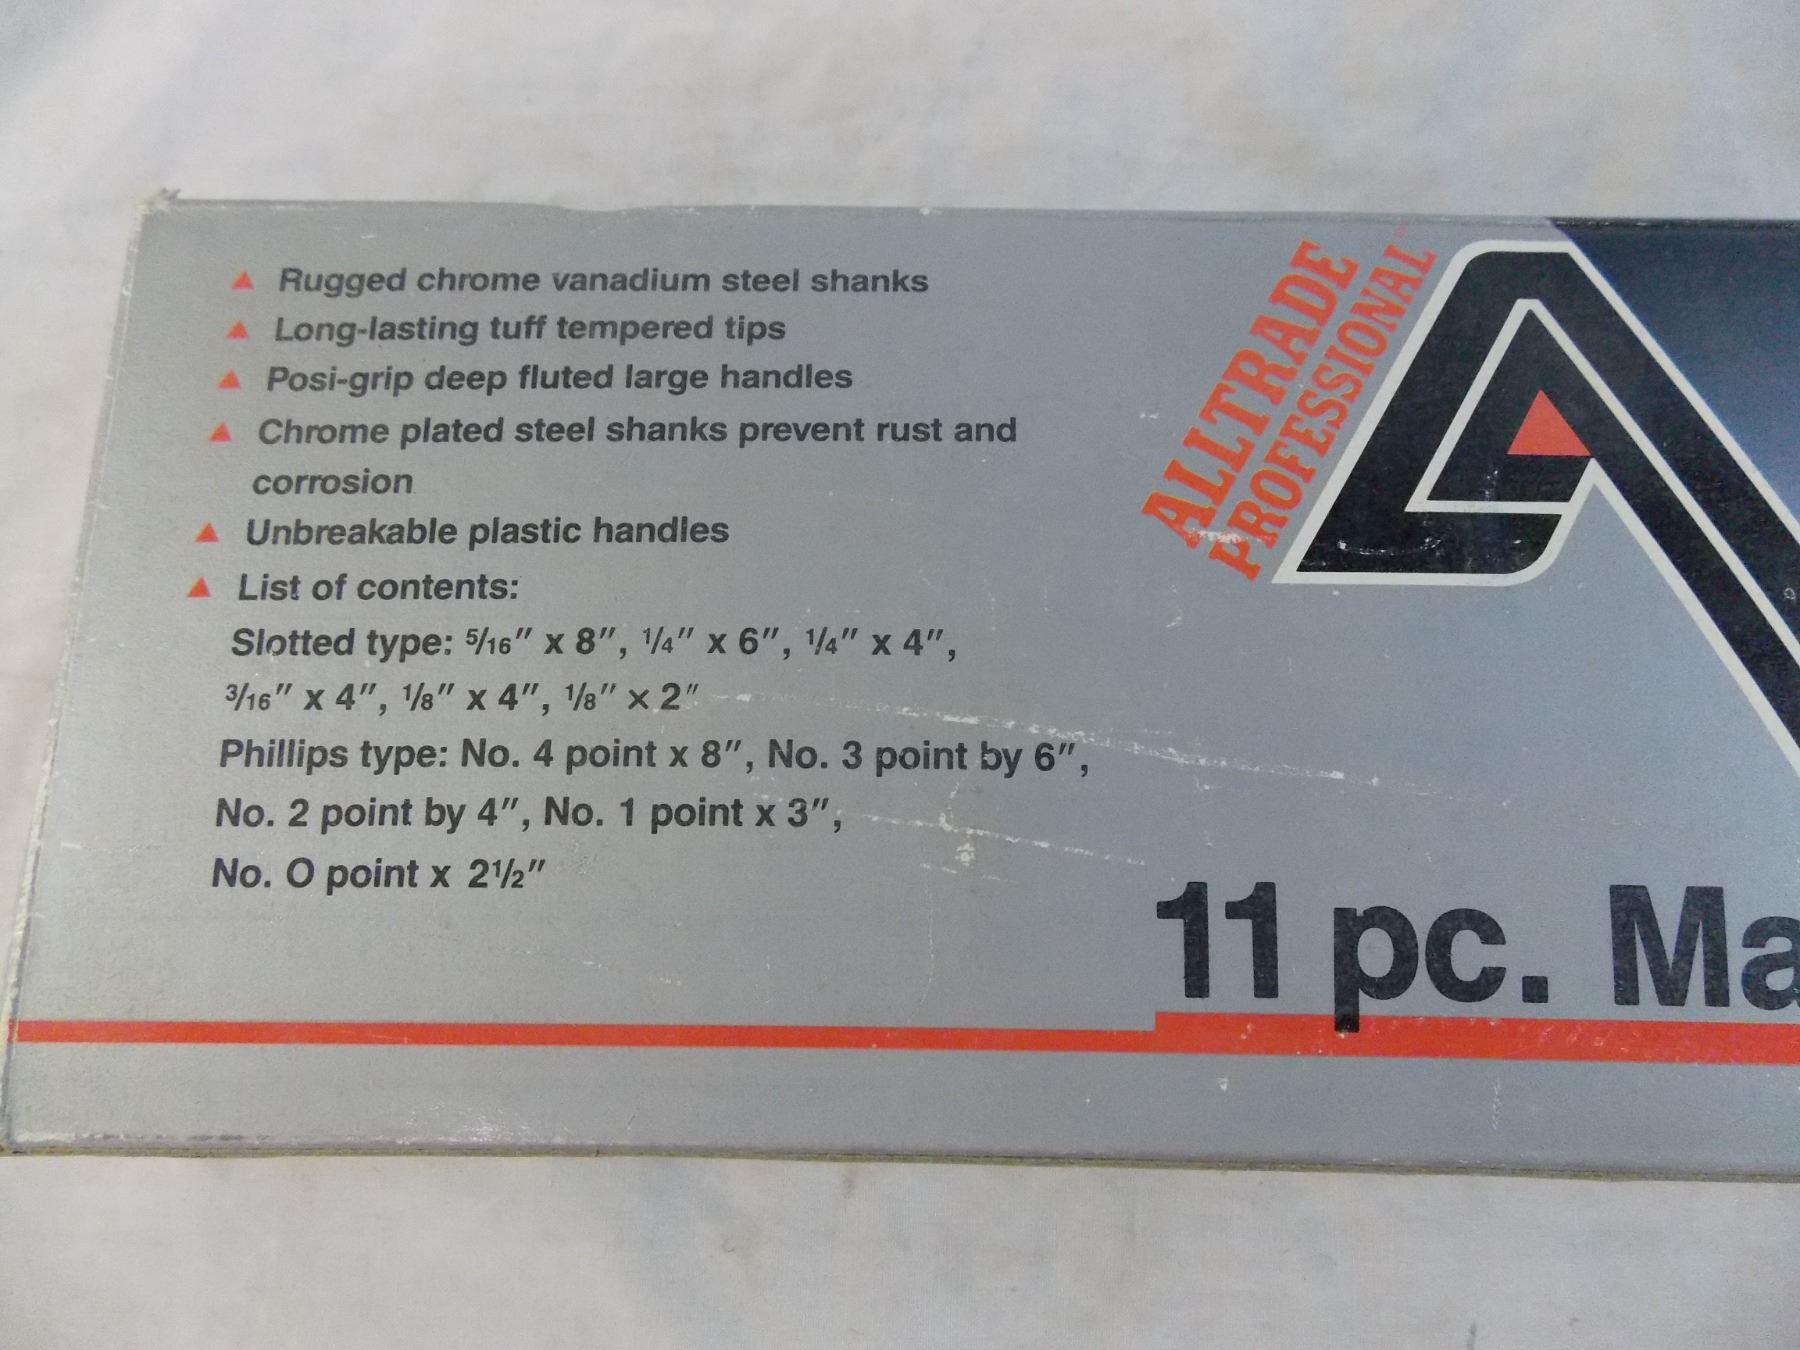 Rugged chrome vanadium steel shanks
Long-lasting tuff tempered tips
Posi-grip deep fluted large handles
Chrome plated steel shanks prevent rust and
corrosion
Unbreakable plastic handles
List of contents:
Slotted type: 5/16″ x 8″, 1/4″ x 6″, 1/4″ x 4″,
3/16″ x 4″, 1/8″ x 4″, 1/8″ x 2″
Phillips type: No. 4 point x 8″, No. 3 point by 6″,
No. 2 point by 4″, No. 1 point x 3″,
No. O point x 2 1/2″
ALLTRADE
PROFESSIONAL
11 pc. Ma